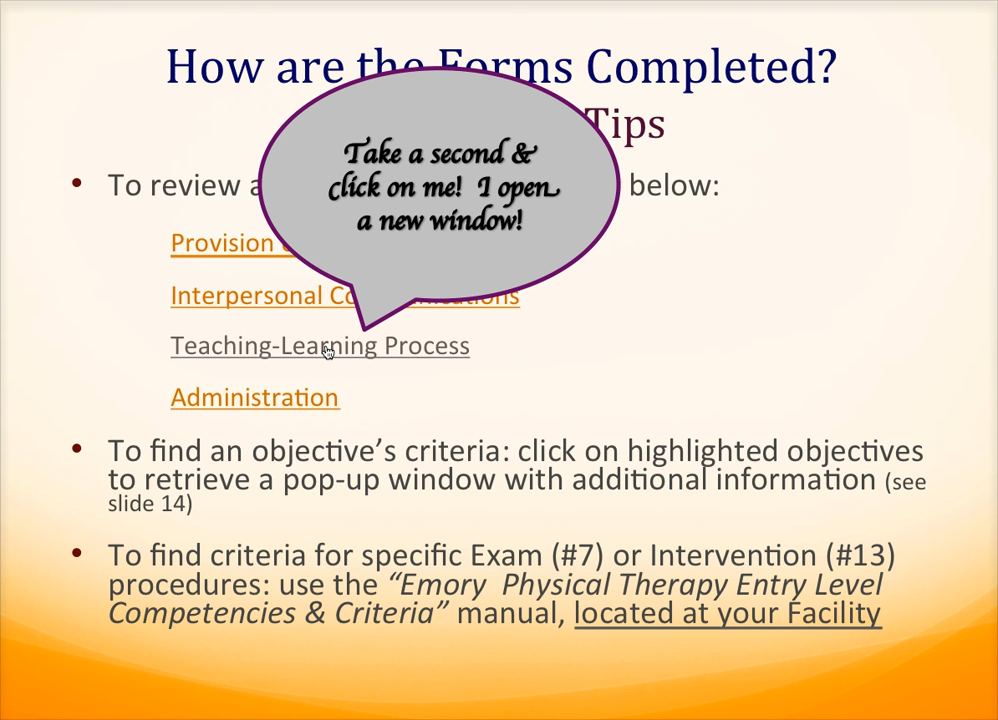 How are the Forms Completed?
Tips
To review
below:
Take a second &
click on me! I open
a new window!
Provision
Interpersonal
Teaching-Learning Process
Administration
• To find an objective’s criteria: click on highlighted objectives
to retrieve a pop-up window with additional information (see
slide 14)
• To find criteria for specific Exam (#7) or Intervention (#13)
procedures: use the “Emory Physical Therapy Entry Level
Competencies & Criteria” manual, located at your Facility